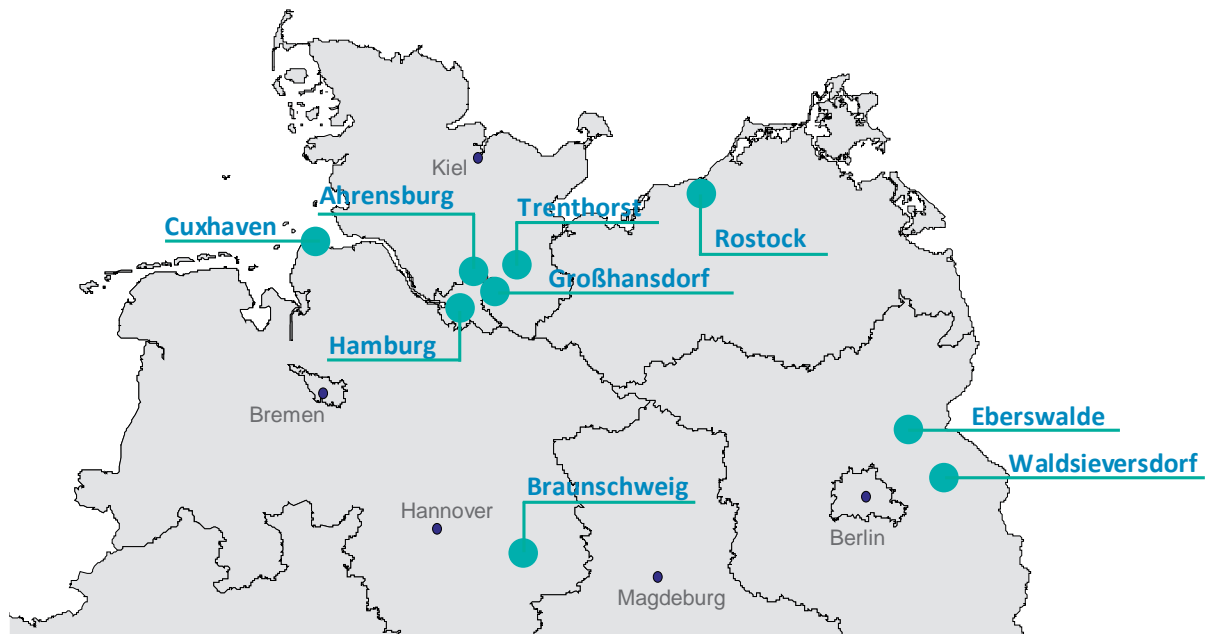 Kiel
Ahrensburg
Trenthorst
Cuxhaven
Rostock
Großhansdorf
Hamburg
Bremen
Eberswalde
Waldsieversdorf
Braunschweig
Hannover
Berlin
Magdeburg